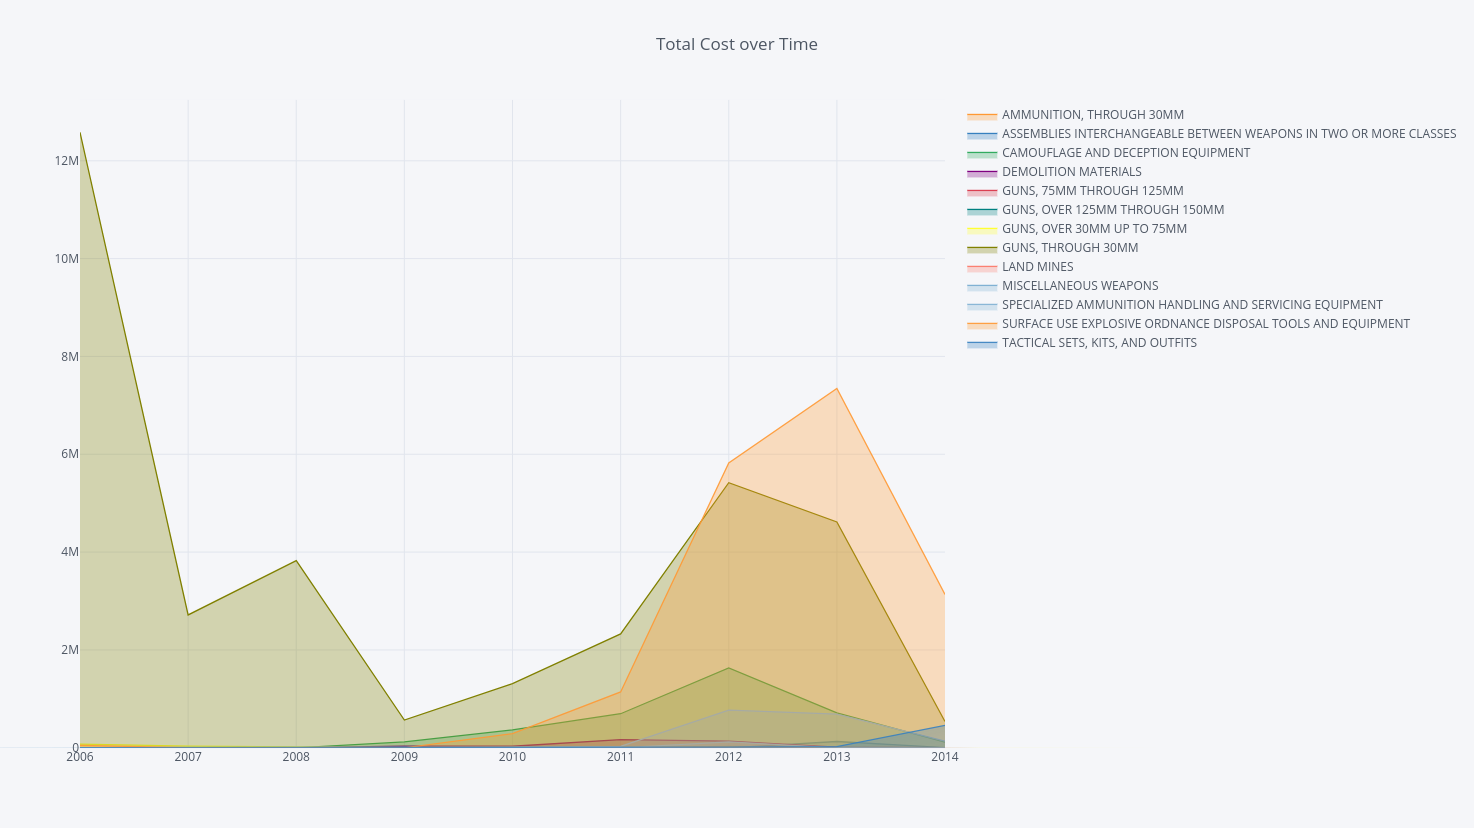 Total Cost over Time
12M
10M
8M
6M
4M
2M
0
2006 2007 2008 2009 2010 2011 2012 2013 2014
AMMUNITION, THROUGH 30MM
ASSEMBLIES INTERCHANGEABLE BETWEEN WEAPONS IN TWO OR MORE CLASSES
CAMOUFLAGE AND DECEPTION EQUIPMENT
DEMOLITION MATERIALS
GUNS, 75MM THROUGH 125MM
GUNS, OVER 125MM THROUGH 150MM
GUNS, OVER 30MM UP TO 75MM
GUNS, THROUGH 30MM
LAND MINES
MISCELLANEOUS WEAPONS
SPECIALIZED AMMUNITION HANDLING AND SERVICING EQUIPMENT
SURFACE USE EXPLOSIVE ORDNANCE DISPOSAL TOOLS AND EQUIPMENT
TACTICAL SETS, KITS, AND OUTFITS